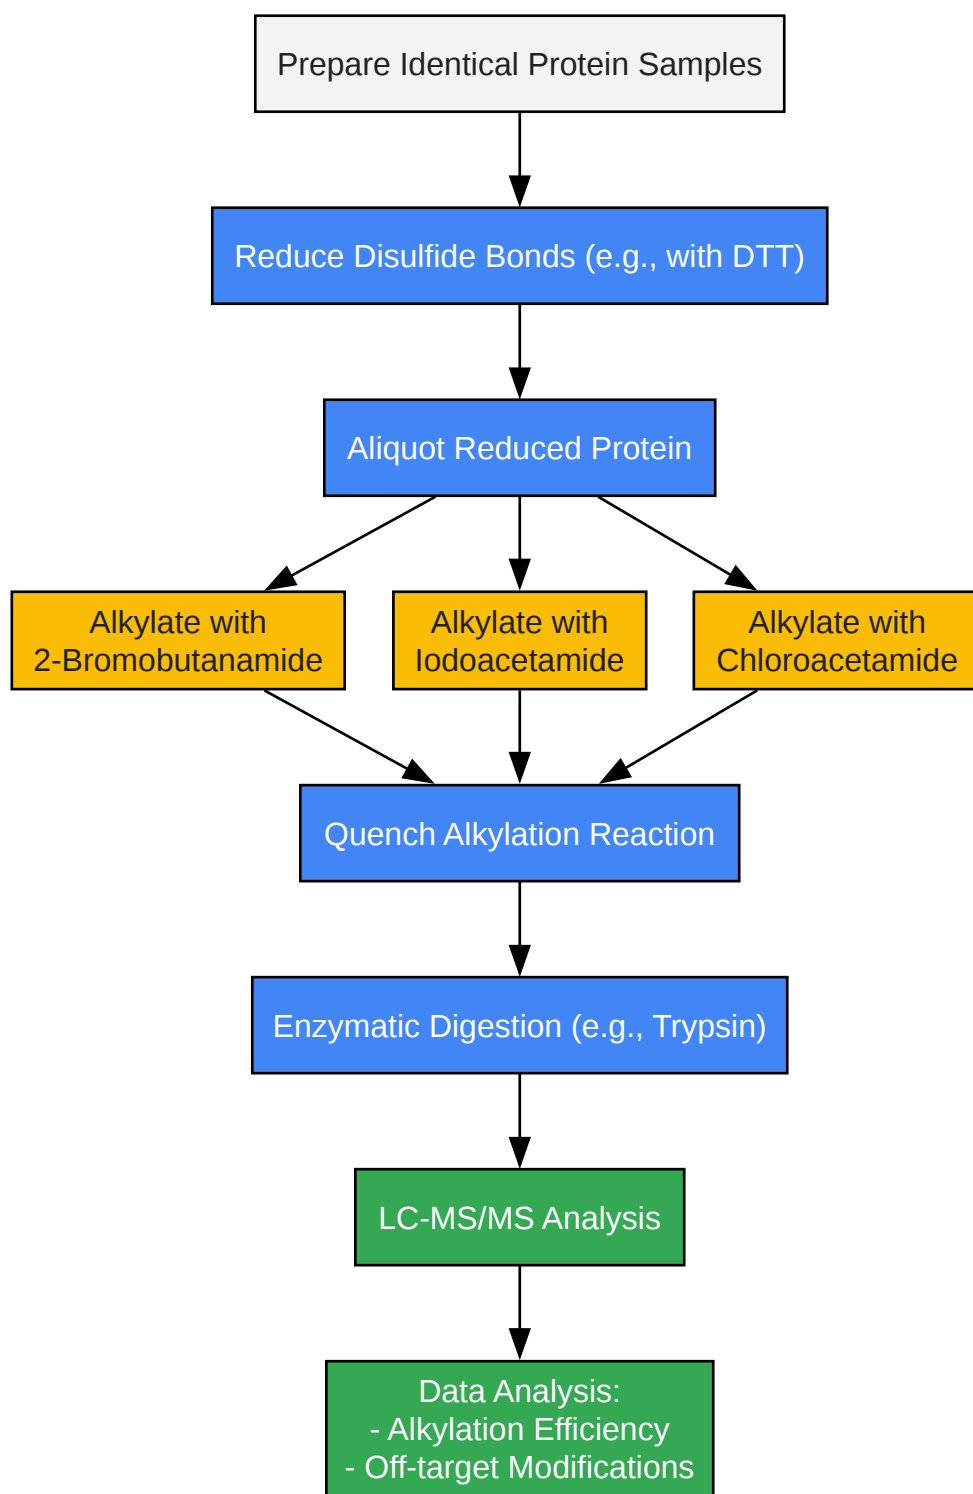 Prepare Identical Protein Samples
Reduce Disulfide Bonds (e.g., with DTT)
Aliquot Reduced Protein
Alkylate with
2-Bromobutanamide
Alkylate with
Iodoacetamide
Alkylate with
Chloroacetamide
Quench Alkylation Reaction
Enzymatic Digestion (e.g., Trypsin)
LC-MS/MS Analysis
Data Analysis:
- Alkylation Efficiency
- Off-target Modifications